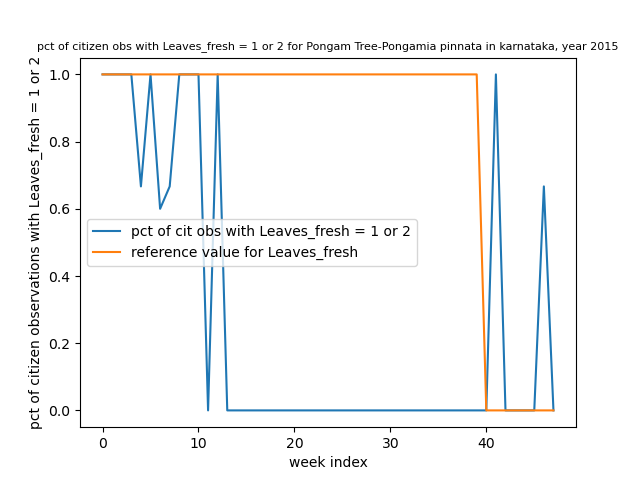 pct of citizen obs with Leaves_fresh = 1 or 2 for Pongam Tree-Pongamia pinnata in karnataka, year 2015
pct of citizen observations with Leaves_fresh = 1 or 2
1.0
0.8
0.6
0.4
0.2
0.0
pct of cit obs with Leaves_fresh = 1 or 2
reference value for Leaves_fresh
0 10 20 30 40
week index